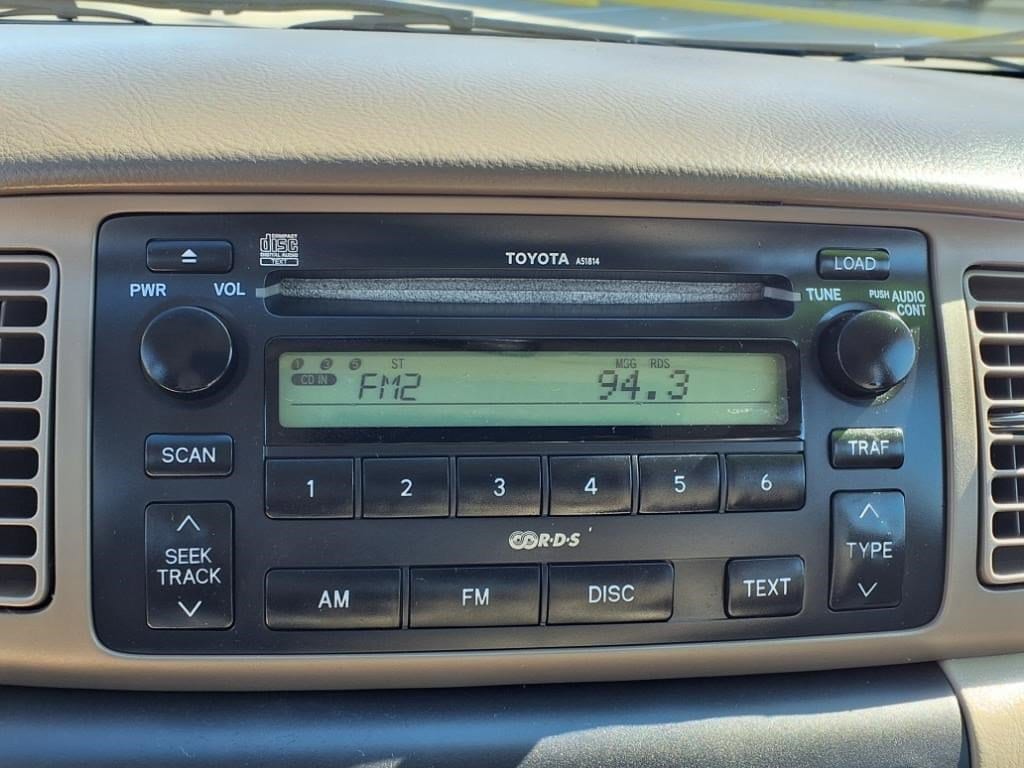 COMPACT
disc
DIGITAL AUDIO
TEXT
TOYOTA A51814
LOAD
PWR VOL
TUNE PUSH AUDIO
CONT
1 3 5 ST MSG RDS
CD IN FM2 94.3
SCAN
TRAF
1 2 3 4 5 6
SEEK
TRACK
R·D·S
TYPE
AM FM DISC TEXT